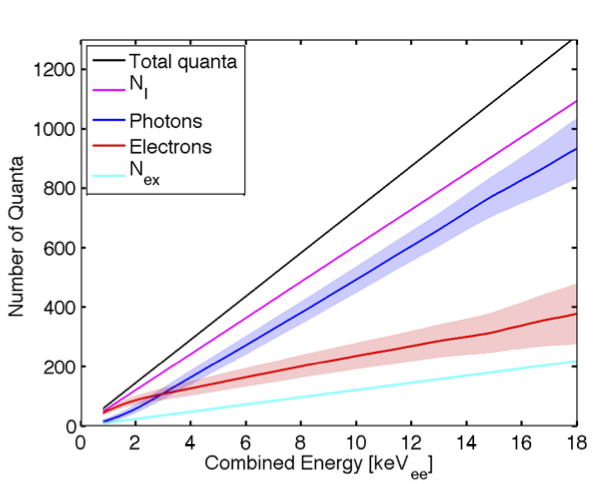 Total quanta
N_I
Photons
Electrons
N_ex
Number of Quanta
1200
1000
800
600
400
200
0
0 2 4 6 8 10 12 14 16 18
Combined Energy [keV_ee]